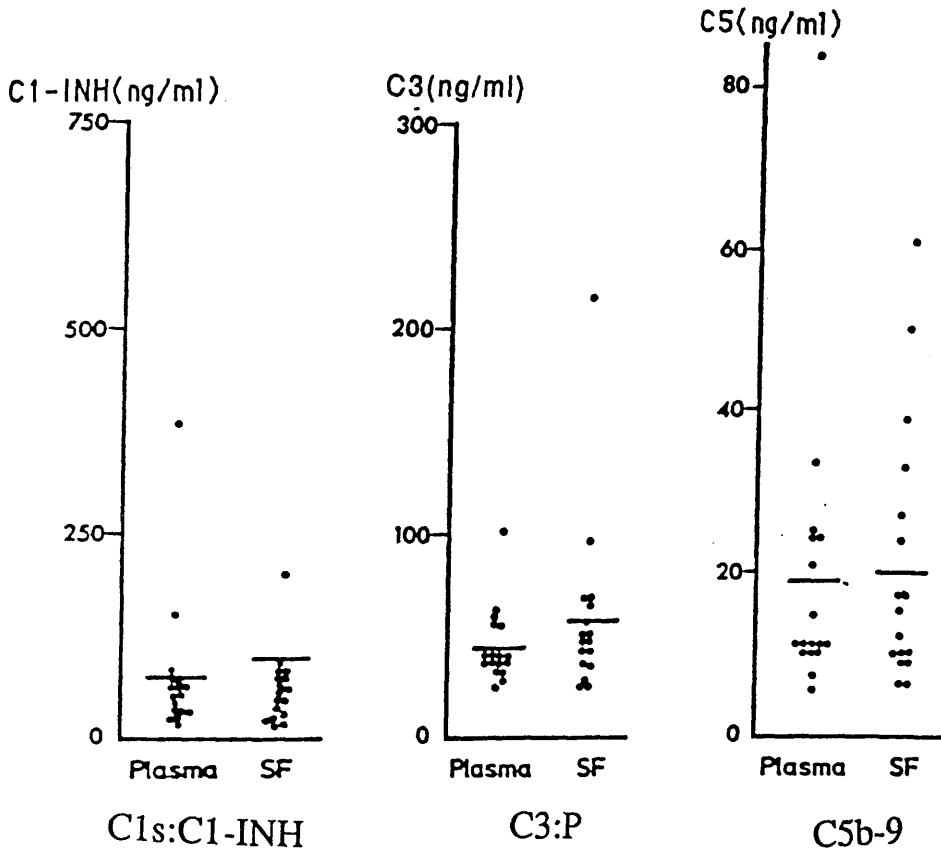 C1-INH(ng/ml)
750
500
250
0
Plasma SF
C1s:C1-INH
C3(ng/ml)
300
200
100
0
Plasma SF
C3:P
C5(ng/ml)
80
60
40
20
0
Plasma SF
C5b-9